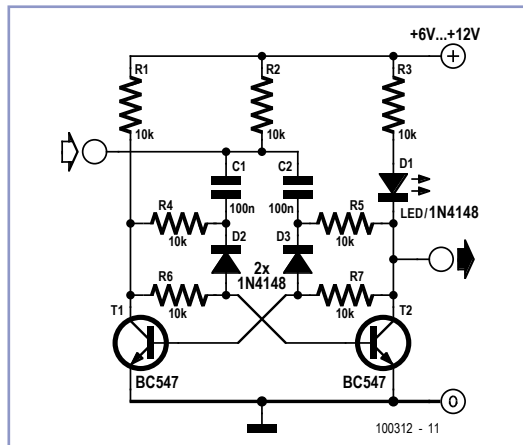 +6V...+12V
R1
R2
R3
10k
10k
10k
D1
C1
C2
100n
100n
LED/1N4148
R4
R5
10k
D2
D3
10k
2x
1N4148
R6
R7
10k
10k
T1
T2
BC547
BC547
0
100312 - 11